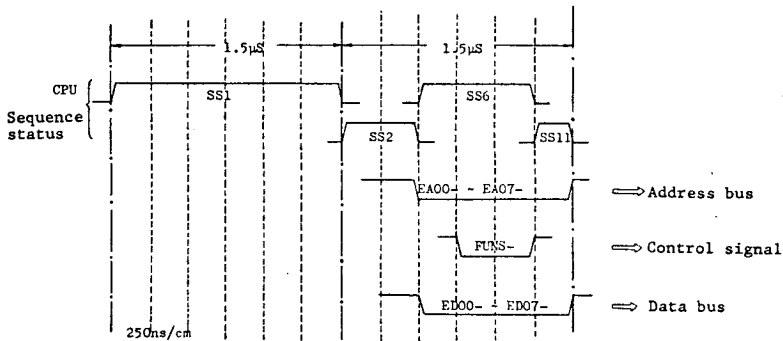 1.5μS 1.5μS
CPU
Sequence
status
SS1 SS6
SS2 SS11
EA00- ~ EA07- Address bus
FUNS- Control signal
ED00- ~ ED07- Data bus
250ns/cm